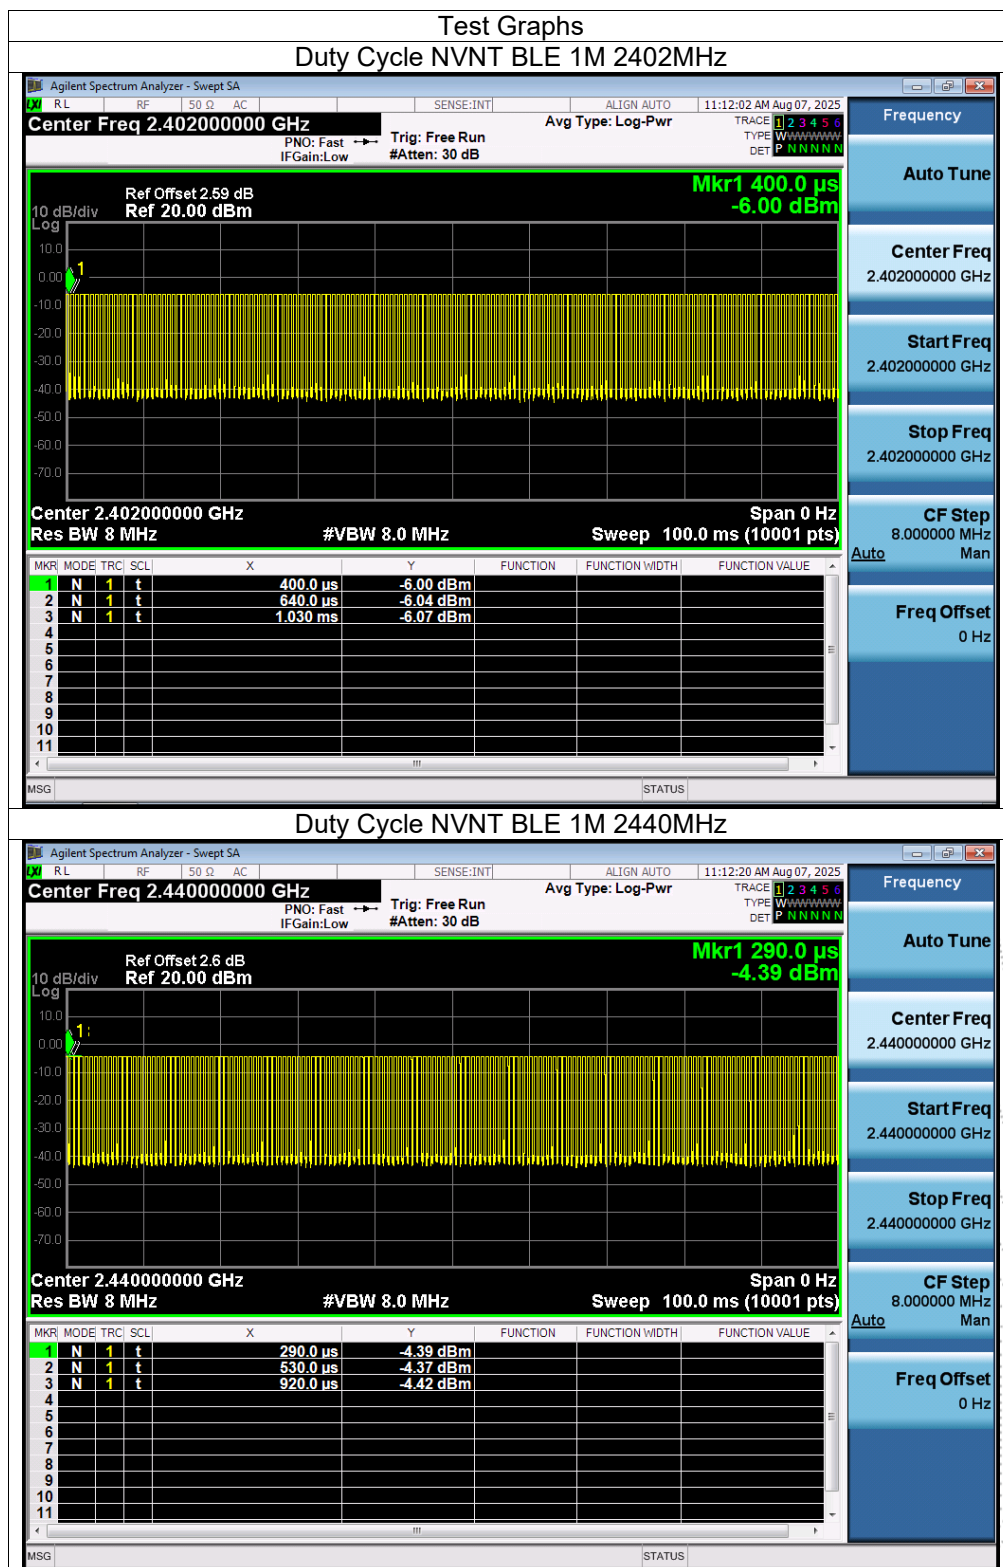 Test Graphs
Duty Cycle NVNT BLE 1M 2402MHz
Agilent Spectrum Analyzer - Swept SA
LXI RL RF 50 Ω AC SENSE:INT ALIGN AUTO 11:12:02 AM Aug 07, 2025
Center Freq 2.402000000 GHz Avg Type: Log-Pwr TRACE 1 2 3 4 5 6
PNO: Fast Trig: Free Run TYPE WWWWWW
IFGain:Low #Atten: 30 dB DET P N N N N N
Frequency
Mkr1 400.0 µs
-6.00 dBm
Ref Offset 2.59 dB
10 dB/div Ref 20.00 dBm
Log
10.0
0.00
-10.0
-20.0
-30.0
-40.0
-50.0
-60.0
-70.0
1
Center 2.402000000 GHz Span 0 Hz
Res BW 8 MHz #VBW 8.0 MHz Sweep 100.0 ms (10001 pts)
MKR MODE TRC SCL X Y FUNCTION FUNCTION WIDTH FUNCTION VALUE
1 N 1 t 400.0 µs -6.00 dBm
2 N 1 t 640.0 µs -6.04 dBm
3 N 1 t 1.030 ms -6.07 dBm
4
5
6
7
8
9
10
11
MSG STATUS
Auto Tune
Center Freq
2.402000000 GHz
Start Freq
2.402000000 GHz
Stop Freq
2.402000000 GHz
CF Step
8.000000 MHz
Auto Man
Freq Offset
0 Hz
Duty Cycle NVNT BLE 1M 2440MHz
Agilent Spectrum Analyzer - Swept SA
LXI RL RF 50 Ω AC SENSE:INT ALIGN AUTO 11:12:20 AM Aug 07, 2025
Center Freq 2.440000000 GHz Avg Type: Log-Pwr TRACE 1 2 3 4 5 6
PNO: Fast Trig: Free Run TYPE WWWWWW
IFGain:Low #Atten: 30 dB DET P N N N N N
Frequency
Mkr1 290.0 µs
-4.39 dBm
Ref Offset 2.6 dB
10 dB/div Ref 20.00 dBm
Log
10.0
0.00
-10.0
-20.0
-30.0
-40.0
-50.0
-60.0
-70.0
1
Center 2.440000000 GHz Span 0 Hz
Res BW 8 MHz #VBW 8.0 MHz Sweep 100.0 ms (10001 pts)
MKR MODE TRC SCL X Y FUNCTION FUNCTION WIDTH FUNCTION VALUE
1 N 1 t 290.0 µs -4.39 dBm
2 N 1 t 530.0 µs -4.37 dBm
3 N 1 t 920.0 µs -4.42 dBm
4
5
6
7
8
9
10
11
MSG STATUS
Auto Tune
Center Freq
2.440000000 GHz
Start Freq
2.440000000 GHz
Stop Freq
2.440000000 GHz
CF Step
8.000000 MHz
Auto Man
Freq Offset
0 Hz